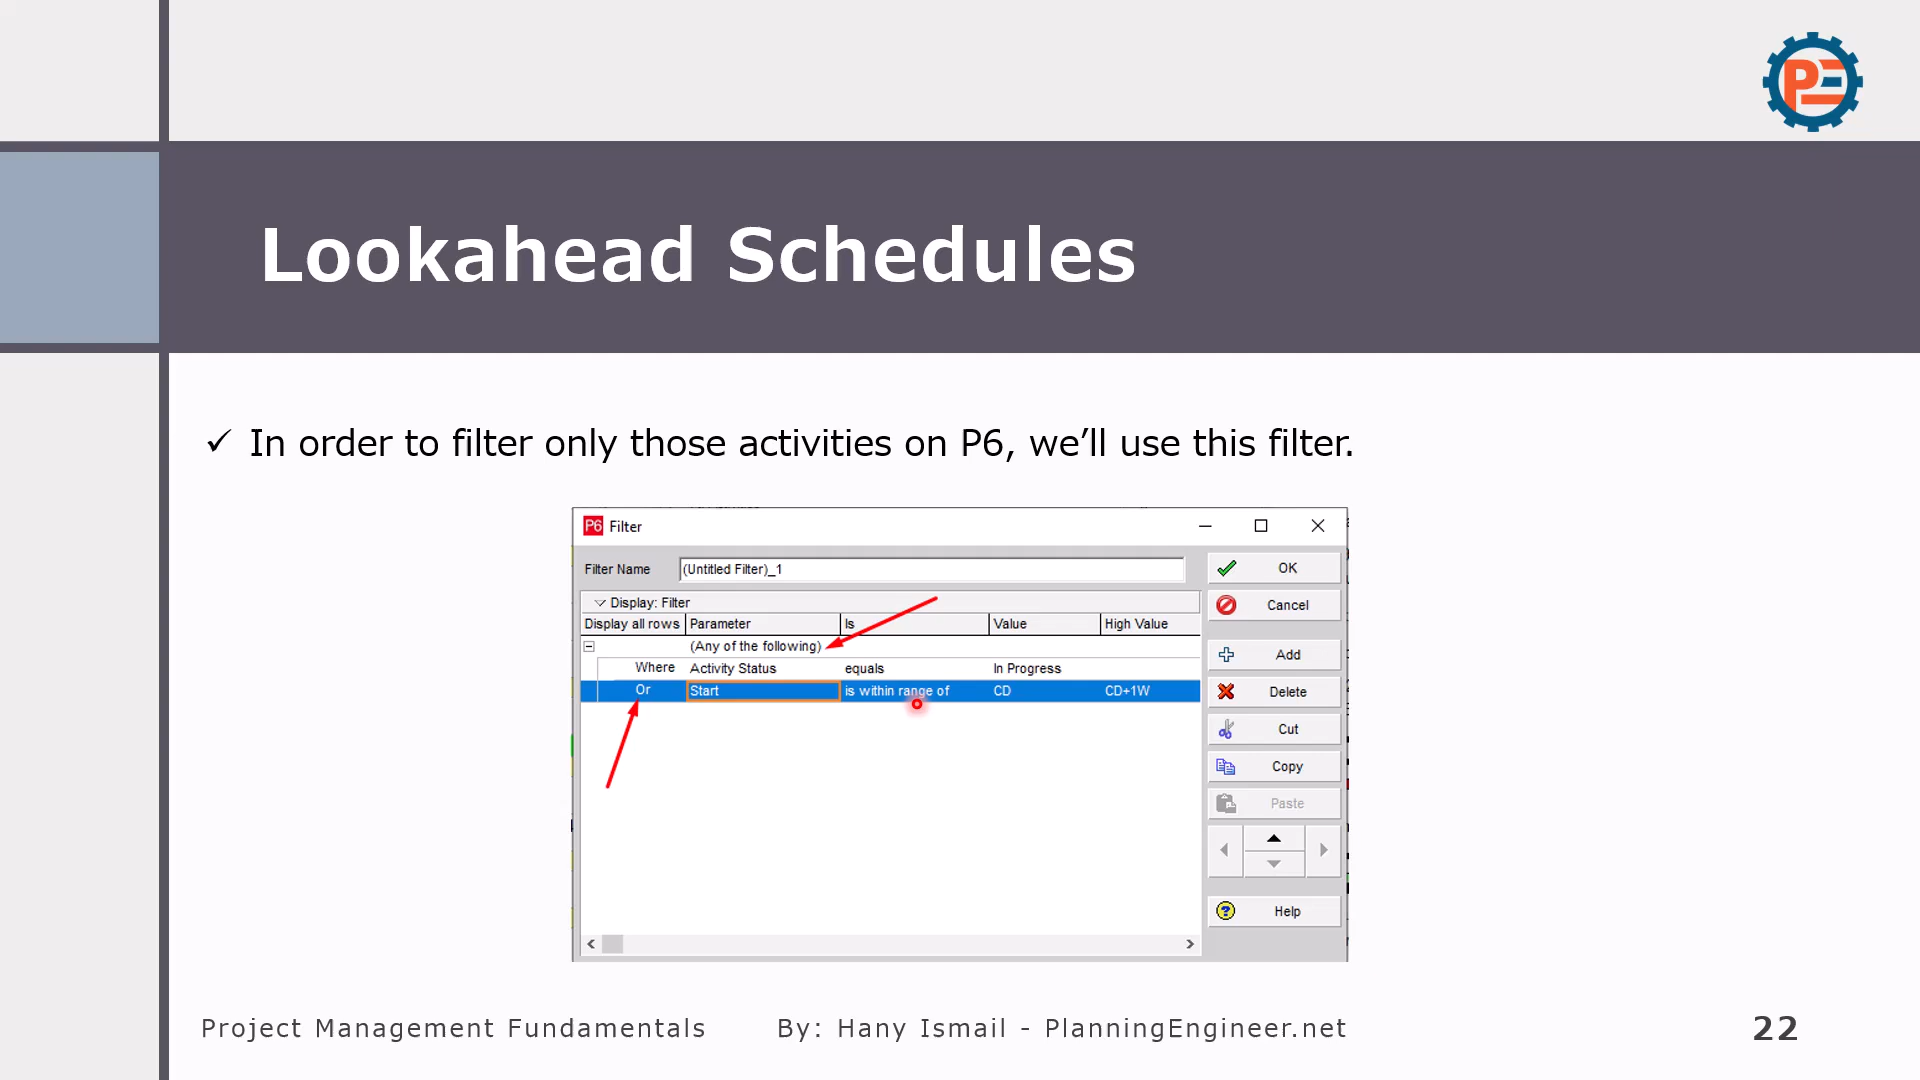 PE
Lookahead Schedules
✓ In order to filter only those activities on P6, we’ll use this filter.
P6 Filter
Filter Name (Untitled Filter)_1
Display: Filter
Display all rows Parameter Is Value High Value
(Any of the following)
Where Activity Status equals In Progress
Or Start is within range of CD CD+1W
OK
Cancel
Add
Delete
Cut
Copy
Paste
Help
Project Management Fundamentals By: Hany Ismail - PlanningEngineer.net 22